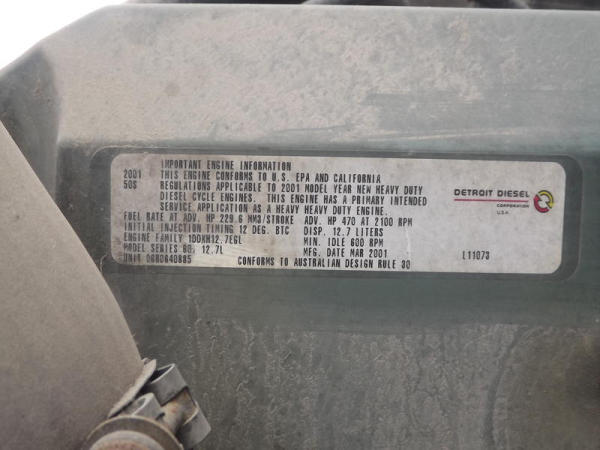 IMPORTANT ENGINE INFORMATION
2001 THIS ENGINE CONFORMS TO U.S. EPA AND CALIFORNIA
50S REGULATIONS APPLICABLE TO 2001 MODEL YEAR NEW HEAVY DUTY
DIESEL CYCLE ENGINES. THIS ENGINE HAS A PRIMARY INTENDED
SERVICE APPLICATION AS A HEAVY HEAVY DUTY ENGINE.
FUEL RATE AT ADV. HP 229.6 MM3/STROKE ADV. HP 470 AT 2100 RPM
INITIAL INJECTION TIMING 12 DEG. BTC DISP. 12.7 LITERS
ENGINE FAMILY 1DDXH12.7EGL MIN. IDLE 600 RPM
MODEL SERIES 60, 12.7L MFG. DATE MAR 2001
UNIT 06R0640885 CONFORMS TO AUSTRALIAN DESIGN RULE 30
L11073
DETROIT DIESEL
CORPORATION
U.S.A.